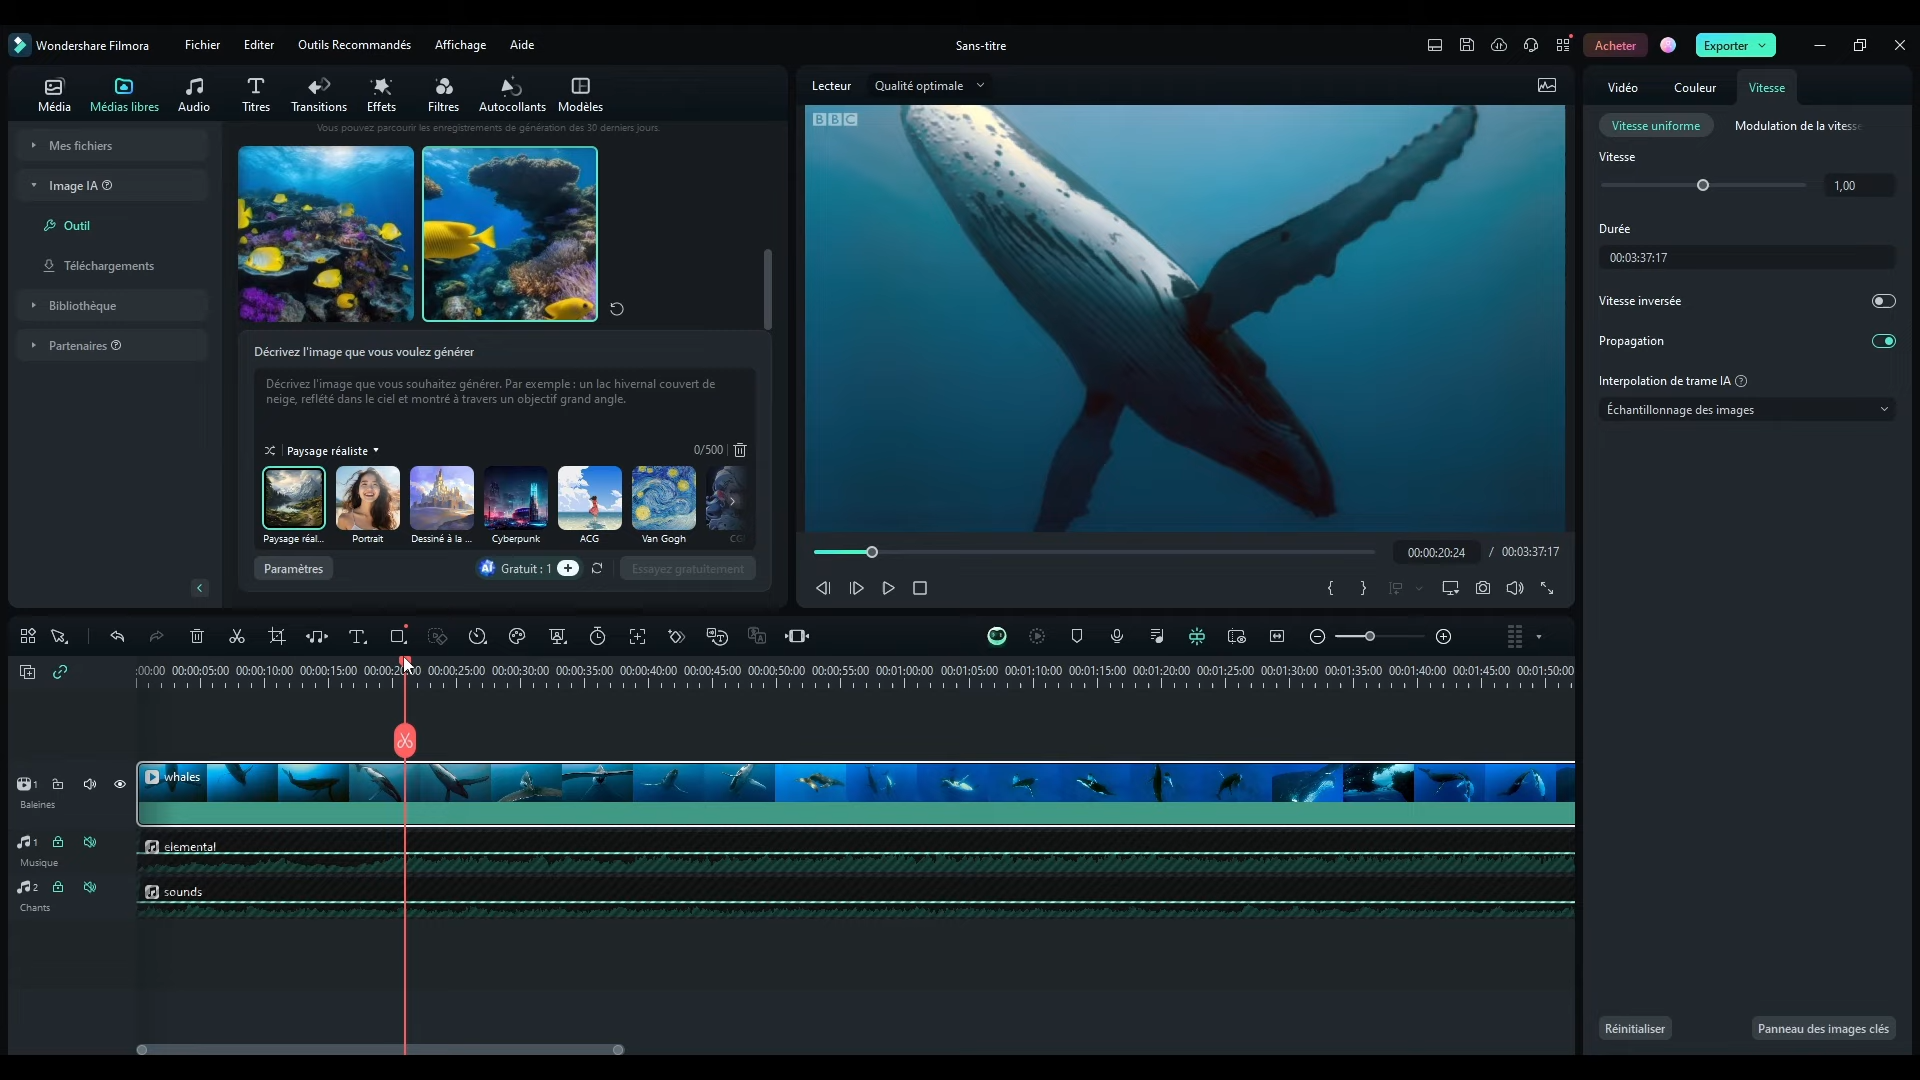 Wondershare Filmora
Fichier
Editer
Outils Recommandés
Affichage
Aide
Sans-titre
Acheter
Exporter
Média
Médias libres
Audio
Titres
Transitions
Effets
Filtres
Autocollants
Modèles
Lecteur
Qualité optimale
Vidéo
Couleur
Vitesse
Vous pouvez parcourir les enregistrements de génération des 30 derniers jours.
BBC
Vitesse uniforme
Modulation de la vitesse
Mes fichiers
Image IA
Outil
Téléchargements
Bibliothèque
Partenaires
Vitesse
1,00
Durée
00:03:37:17
Vitesse inversée
Propagation
Interpolation de trame IA
Échantillonnage des images
Décrivez l'image que vous voulez générer
Décrivez l'image que vous souhaitez générer. Par exemple : un lac hivernal couvert de
neige, reflété dans le ciel et montré à travers un objectif grand angle.
Paysage réaliste
0/500
Paysage réal...
Portrait
Dessiné à la ...
Cyberpunk
ACG
Van Gogh
CG
Paramètres
AI
Gratuit : 1
Essayez gratuitement
00:00:20:24 / 00:03:37:17
:00:00 00:00:05:00 00:00:10:00 00:00:15:00 00:00:20:00 00:00:25:00 00:00:30:00 00:00:35:00 00:00:40:00 00:00:45:00 00:00:50:00 00:00:55:00 00:01:00:00 00:01:05:00 00:01:10:00 00:01:15:00 00:01:20:00 00:01:25:00 00:01:30:00 00:01:35:00 00:01:40:00 00:01:45:00 00:01:50:00
whales
1
Baleines
1
elemental
Musique
2
sounds
Chants
Réinitialiser
Panneau des images clés